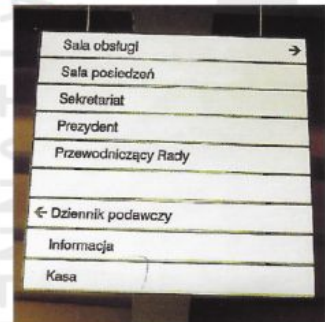 Sala obsługi →
Sala posiedzeń
Sekretariat
Prezydent
Przewodniczący Rady
← Dziennik podawczy
Informacja
Kasa